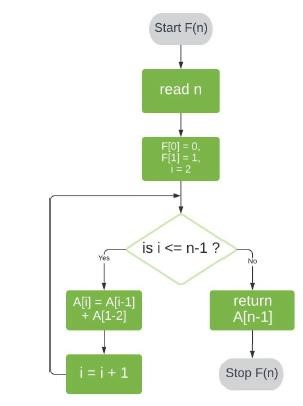 Start F(n)
read n
F[0] = 0,
F[1] = 1,
i = 2
is i <= n-1 ?
Yes
No
A[i] = A[i-1]
+ A[1-2]
return
A[n-1]
i = i + 1
Stop F(n)